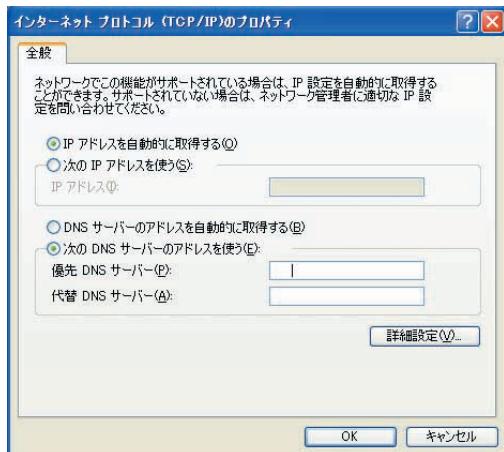 インターネット プロトコル (TCP/IP)のプロパティ
全般
ネットワークでこの機能がサポートされている場合は、IP 設定を自動的に取得する
ことができます。サポートされていない場合は、ネットワーク管理者に適切な IP 設
定を問い合わせてください。
IP アドレスを自動的に取得する(O)
次の IP アドレスを使う(S):
IP アドレス(I):
DNS サーバーのアドレスを自動的に取得する(B)
次の DNS サーバーのアドレスを使う(E):
優先 DNS サーバー(P):
代替 DNS サーバー(A):
詳細設定(V)...
OK
キャンセル